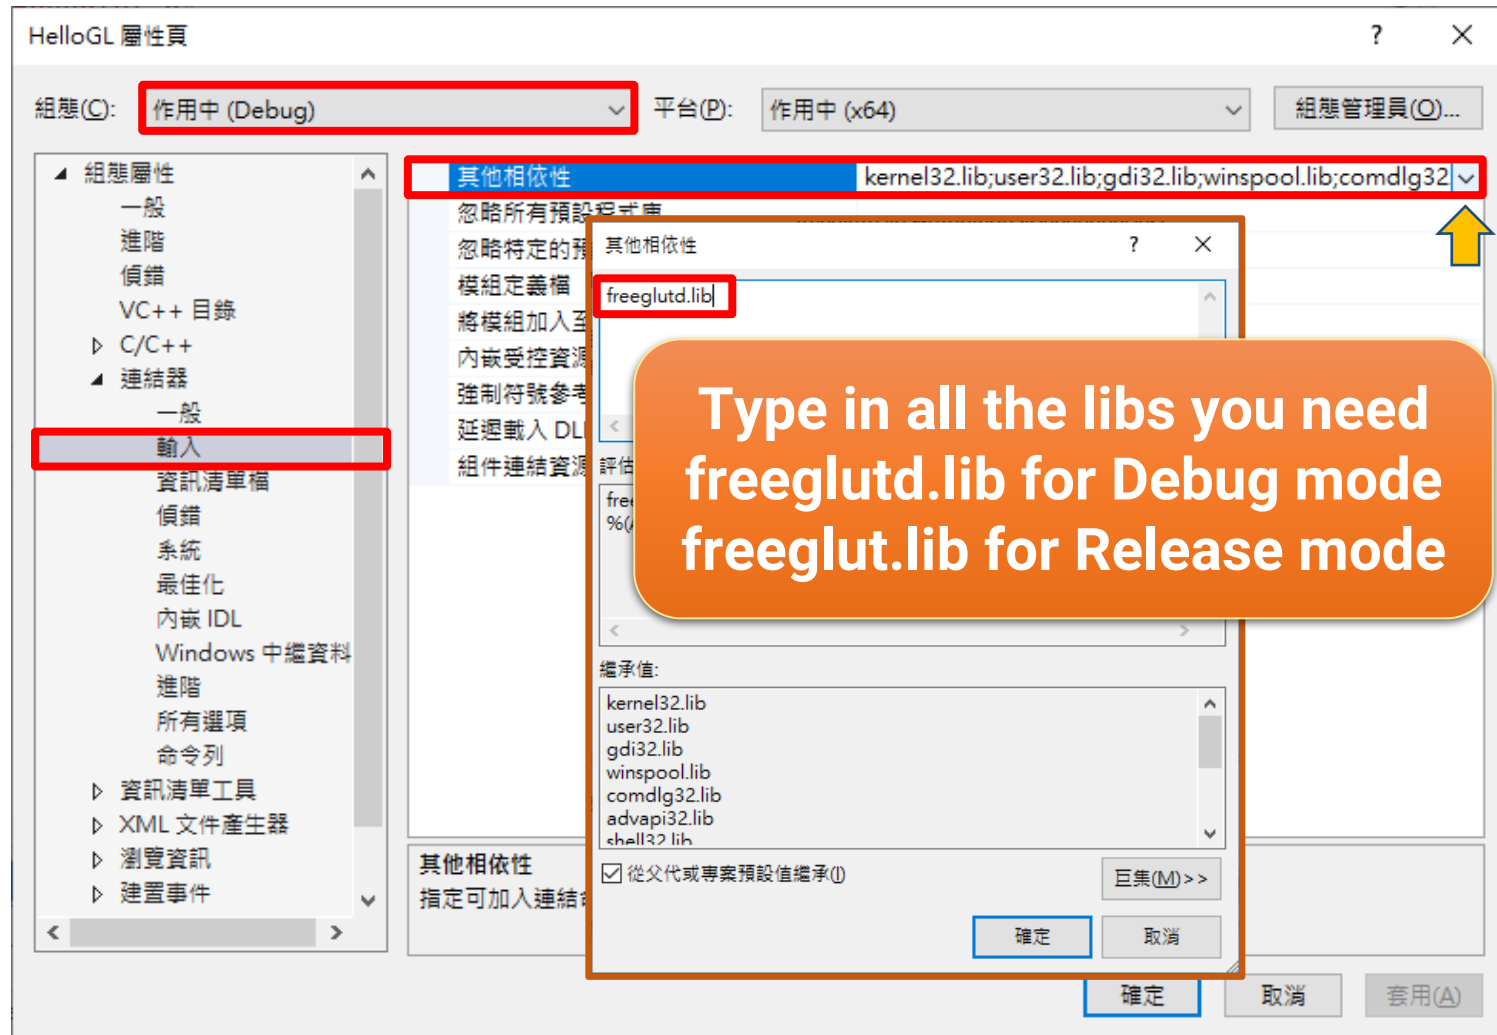 HelloGL 屬性頁
組態(C):
作用中 (Debug)
平台(P):
作用中 (x64)
組態管理員(O)...
組態屬性
一般
進階
偵錯
VC++ 目錄
C/C++
連結器
一般
輸入
資訊清單檔
偵錯
系統
最佳化
內嵌 IDL
Windows 中繼資料
進階
所有選項
命令列
資訊清單工具
XML 文件產生器
瀏覽資訊
建置事件
其他相依性
kernel32.lib;user32.lib;gdi32.lib;winspool.lib;comdlg32
忽略所有預設程式庫
忽略特定的預
模組定義檔
將模組加入至
內嵌受控資源
強制符號參考
延遲載入 DLL
組件連結資源
其他相依性
freeglutd.lib
Type in all the libs you need
freeglutd.lib for Debug mode
freeglut.lib for Release mode
評估
free
%(A
繼承值:
kernel32.lib
user32.lib
gdi32.lib
winspool.lib
comdlg32.lib
advapi32.lib
shell32.lib
從父代或專案預設值繼承(I)
巨集(M)>>
確定
取消
其他相依性
指定可加入連結
確定
取消
套用(A)